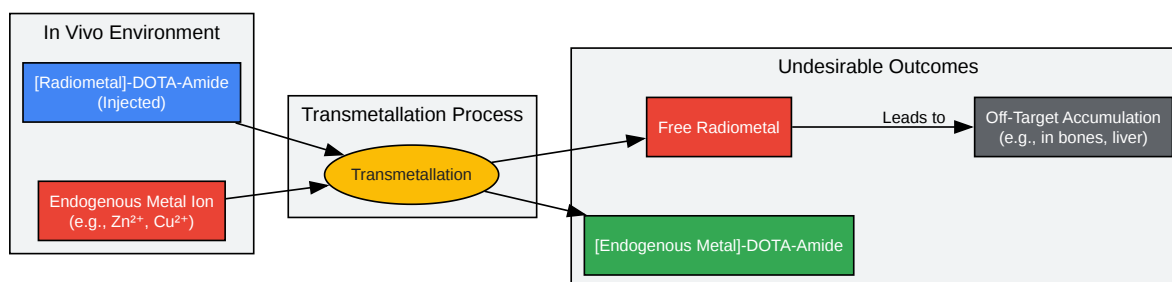 In Vivo Environment
[Radiometal]-DOTA-Amide
(Injected)
Endogenous Metal Ion
(e.g., Zn²⁺, Cu²⁺)
Transmetallation Process
Transmetallation
Undesirable Outcomes
Free Radiometal
Leads to
Off-Target Accumulation
(e.g., in bones, liver)
[Endogenous Metal]-DOTA-Amide